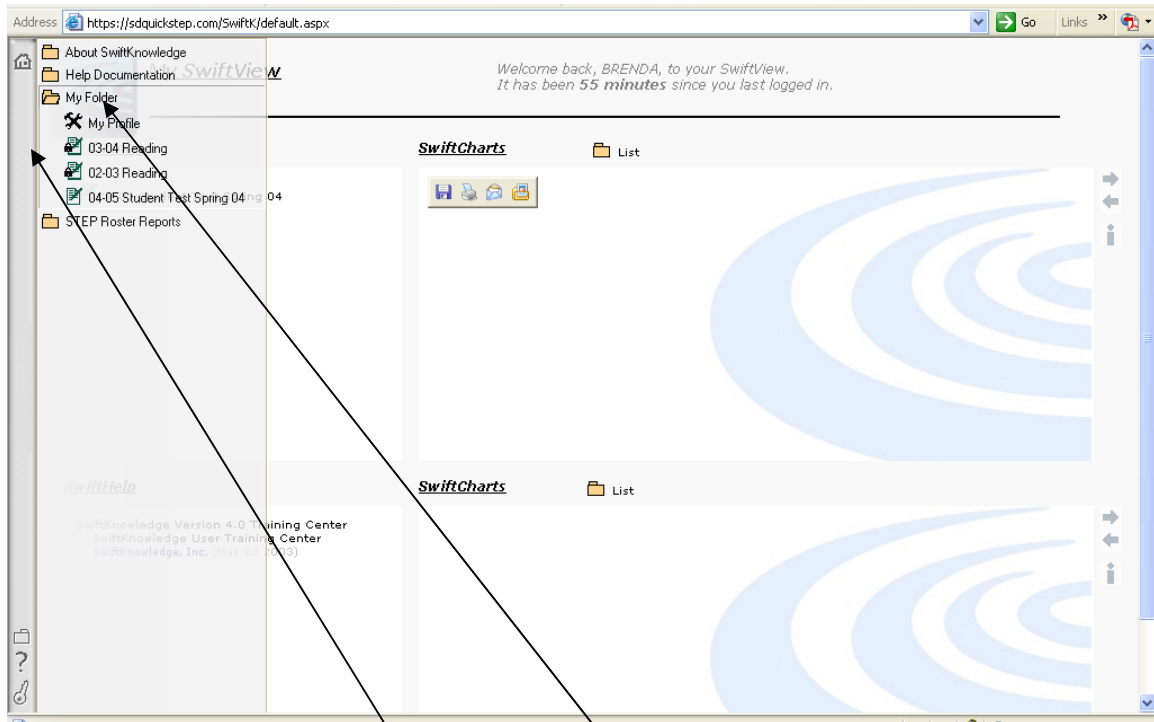 Address https://sdquickstep.com/SwiftK/default.aspx Go Links »
About SwiftKnowledge
Help Documentation
My SwiftView
Welcome back, BRENDA, to your SwiftView.
It has been 55 minutes since you last logged in.
My Folder
My Profile
03-04 Reading
02-03 Reading
04-05 Student Test Spring 04
ng 04
STEP Roster Reports
SwiftCharts List
SwiftHelp
SwiftCharts List
SwiftKnowledge Version 4.0 Training Center
SwiftKnowledge User Training Center
SwiftKnowledge, Inc. (May 23 2003)